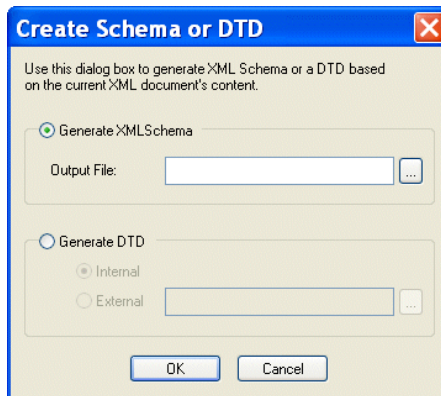 Create Schema or DTD
Use this dialog box to generate XML Schema or a DTD based
on the current XML document's content.
Generate XMLSchema
Output File:
...
Generate DTD
Internal
External
...
OK Cancel